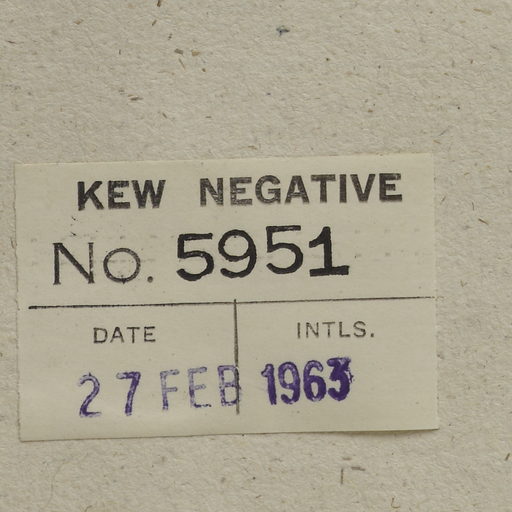 KEW NEGATIVE
No. 5951
DATE INTLS.
27 FEB 1963